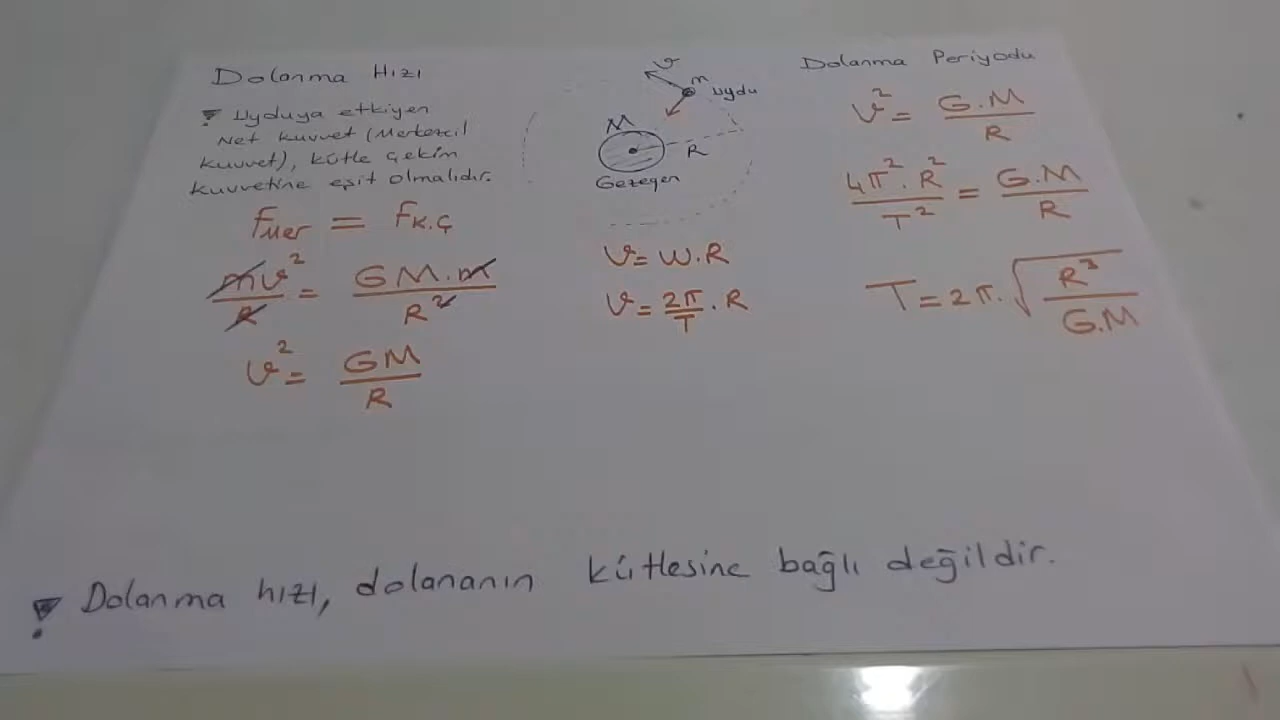 Dolanma Hızı
! Uyduya etkiyen
Net kuvvet (Merkezcil
kuvvet), kütle çekim
kuvvetine eşit olmalıdır.
Fmer = Fk.ç
mv²/R = GM.m/R²
v² = GM/R
v
m
Uydu
M
R
Gezegen
v = w.R
v = 2π/T . R
Dolanma Periyodu
v² = G.M/R
4π².R²/T² = G.M/R
T = 2π.√(R³/G.M)
! Dolanma hızı, dolananın kütlesine bağlı değildir.